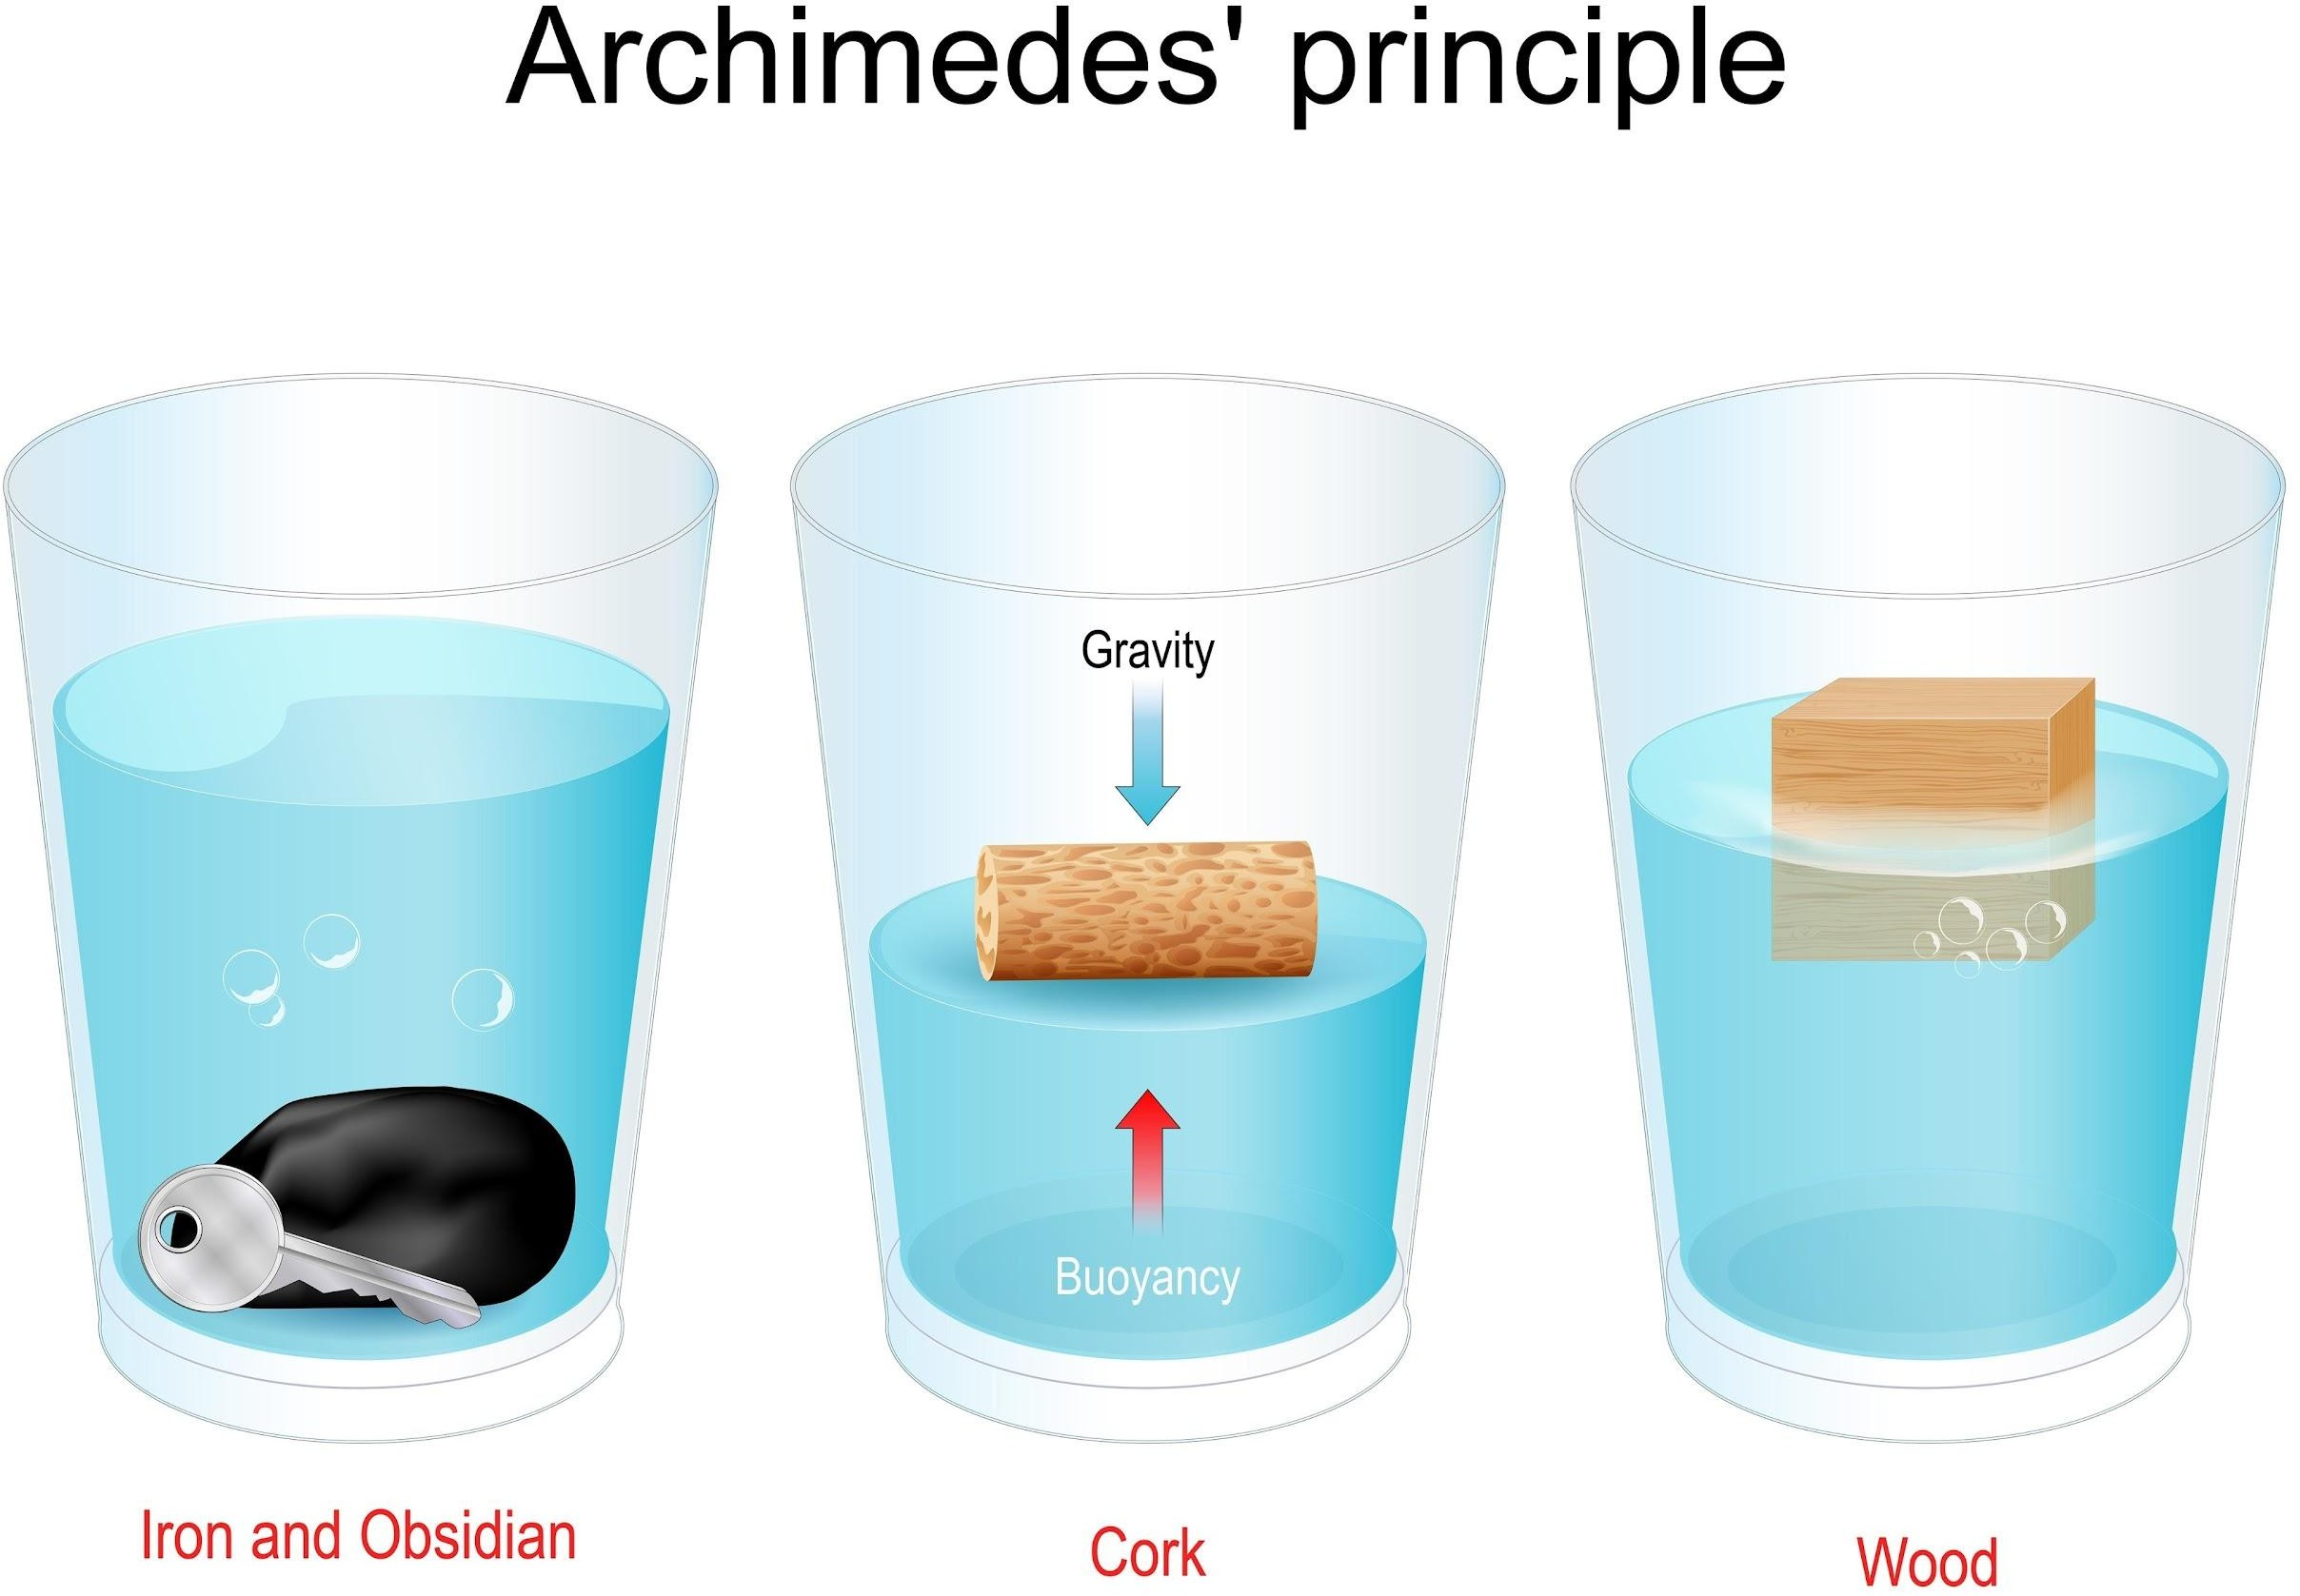 Archimedes' principle
Gravity
Buoyancy
Iron and Obsidian
Cork
Wood